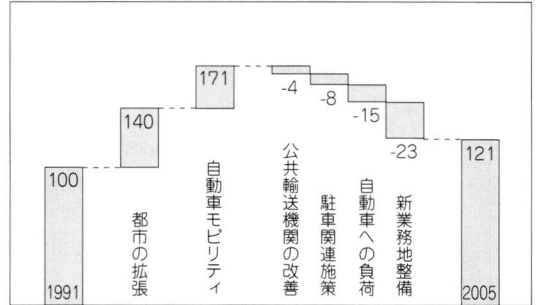 171
-4
-8
-15
-23
140
121
100
都市の拡張
自動車モビリティ
公共輸送機関の改善
駐車関連施策
自動車への負荷
新業務地整備
1991
2005